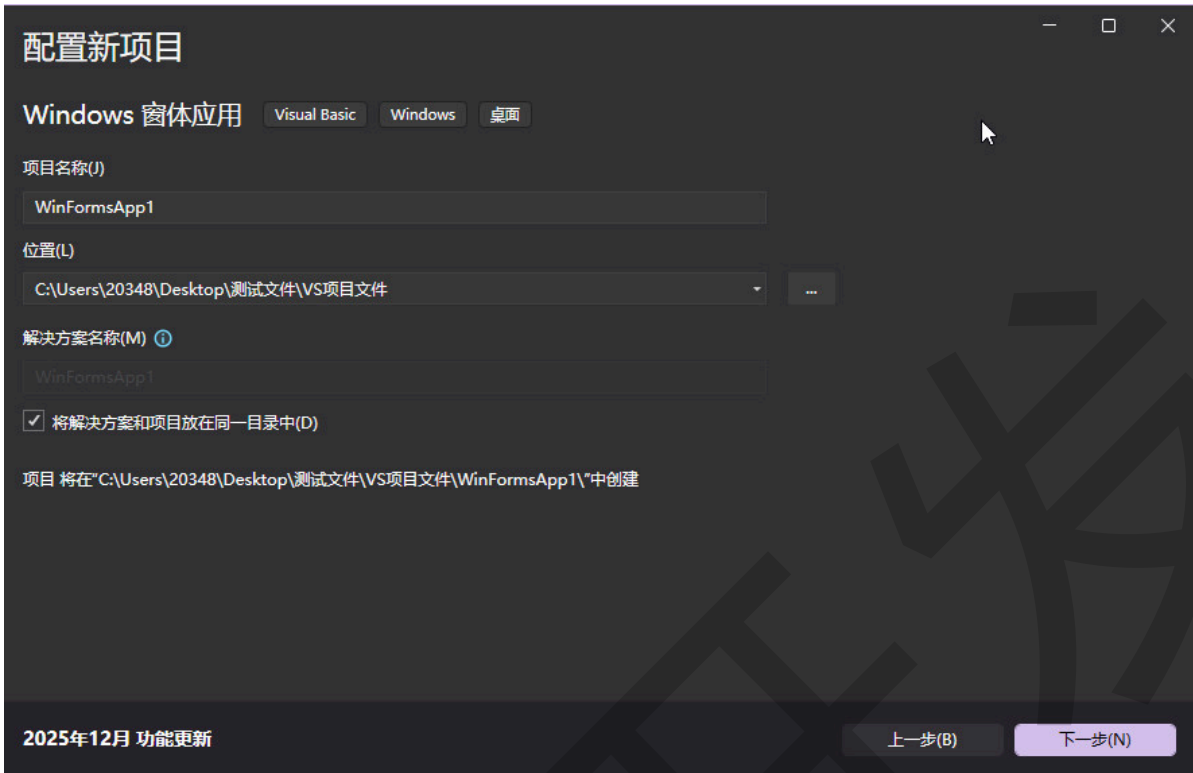 配置新项目
Windows 窗体应用 Visual Basic Windows 桌面
项目名称(J)
WinFormsApp1
位置(L)
C:\Users\20348\Desktop\测试文件\VS项目文件
...
解决方案名称(M)
WinFormsApp1
将解决方案和项目放在同一目录中(D)
项目 将在"C:\Users\20348\Desktop\测试文件\VS项目文件\WinFormsApp1\"中创建
2025年12月 功能更新
上一步(B) 下一步(N)